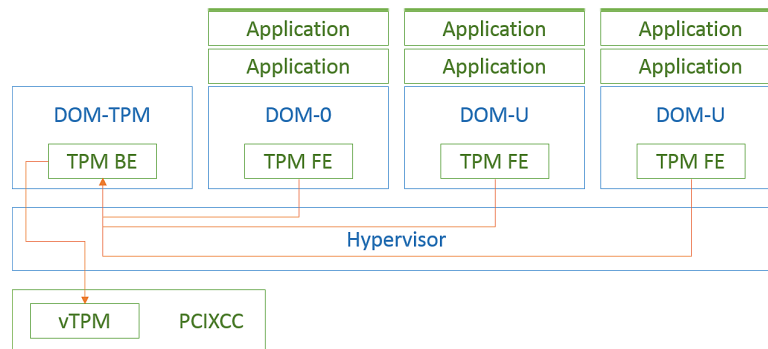 Application Application Application
Application Application Application
DOM-TPM DOM-0 DOM-U DOM-U
TPM BE TPM FE TPM FE TPM FE
Hypervisor
vTPM PCIXCC